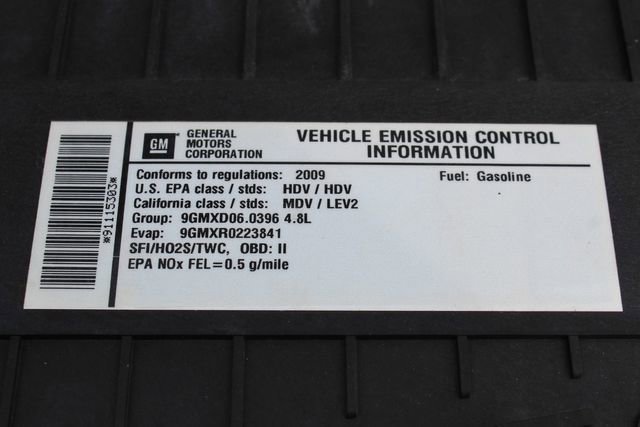 *91115303*
GM
GENERAL MOTORS CORPORATION
VEHICLE EMISSION CONTROL INFORMATION
Conforms to regulations: 2009 Fuel: Gasoline
U.S. EPA class / stds: HDV / HDV
California class / stds: MDV / LEV2
Group: 9GMXD06.0396 4.8L
Evap: 9GMXR0223841
SFI/HO2S/TWC, OBD: II
EPA NOx FEL=0.5 g/mile